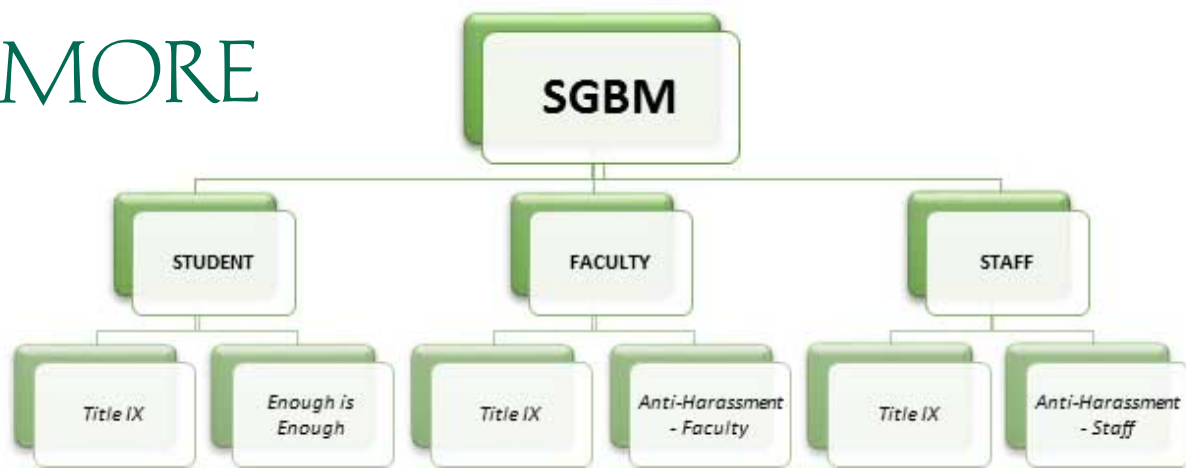 MORE
SGBM
STUDENT
FACULTY
STAFF
Title IX
Enough is
Enough
Title IX
Anti-Harassment
- Faculty
Title IX
Anti-Harassment
- Staff